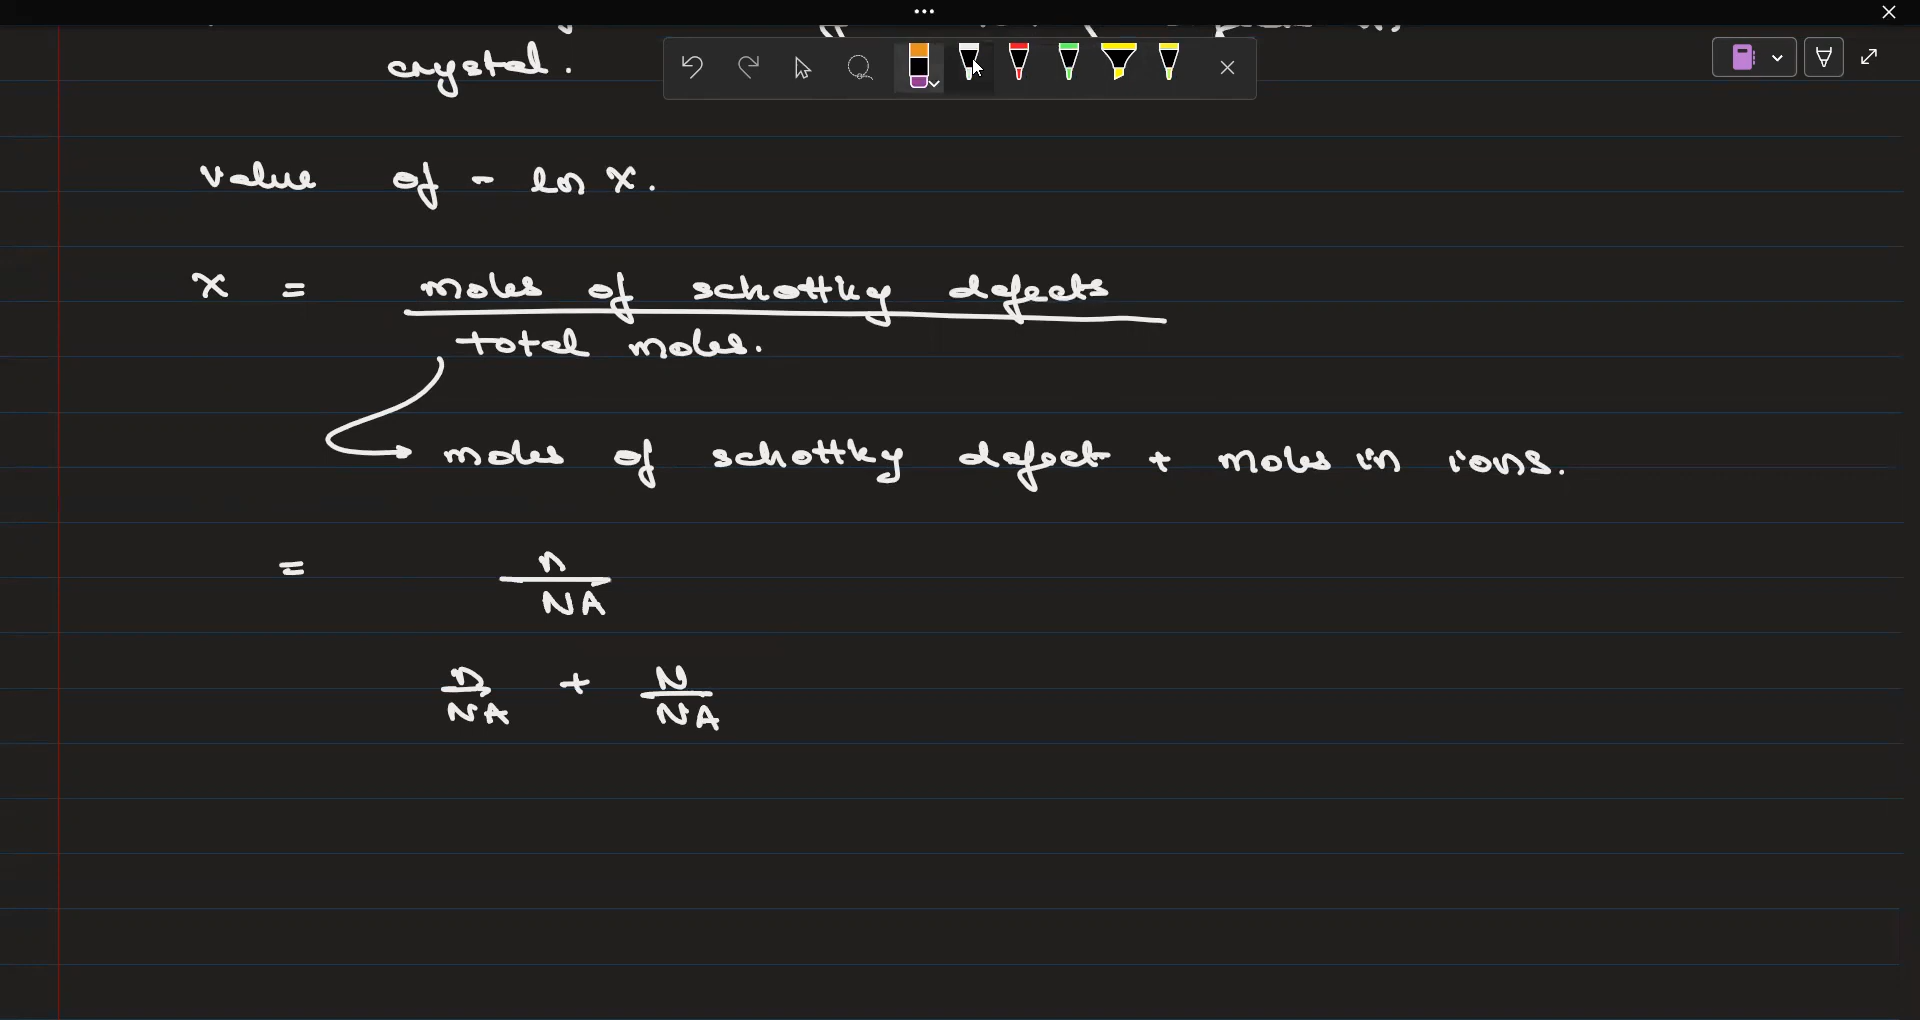 crystal.
value of - ln x.
x = moles of schottky defects
total moles.
moles of schottky defect + moles in ions.
= n
NA
n + N
NA NA